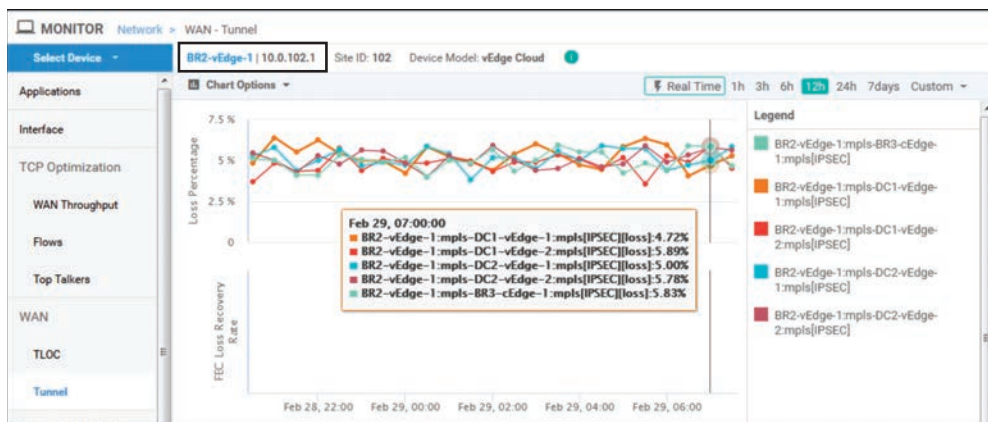 MONITOR Network > WAN - Tunnel
Select Device
BR2-vEdge-1 | 10.0.102.1 Site ID: 102 Device Model: vEdge Cloud
Applications
Interface
TCP Optimization
WAN Throughput
Flows
Top Talkers
WAN
TLOC
Tunnel
Chart Options
Real Time 1h 3h 6h 12h 24h 7days Custom
Loss Percentage
7.5 %
5 %
2.5 %
0
Feb 29, 07:00:00
BR2-vEdge-1:mpls-DC1-vEdge-1:mpls[IPSEC][loss]:4.72%
BR2-vEdge-1:mpls-DC1-vEdge-2:mpls[IPSEC][loss]:5.89%
BR2-vEdge-1:mpls-DC2-vEdge-1:mpls[IPSEC][loss]:5.00%
BR2-vEdge-1:mpls-DC2-vEdge-2:mpls[IPSEC][loss]:5.78%
BR2-vEdge-1:mpls-BR3-cEdge-1:mpls[IPSEC][loss]:5.83%
FEC Loss Recovery
Rate
Feb 28, 22:00 Feb 29, 00:00 Feb 29, 02:00 Feb 29, 04:00 Feb 29, 06:00
Legend
BR2-vEdge-1:mpls-BR3-cEdge-
1:mpls[IPSEC]
BR2-vEdge-1:mpls-DC1-vEdge-
1:mpls[IPSEC]
BR2-vEdge-1:mpls-DC1-vEdge-
2:mpls[IPSEC]
BR2-vEdge-1:mpls-DC2-vEdge-
1:mpls[IPSEC]
BR2-vEdge-1:mpls-DC2-vEdge-
2:mpls[IPSEC]